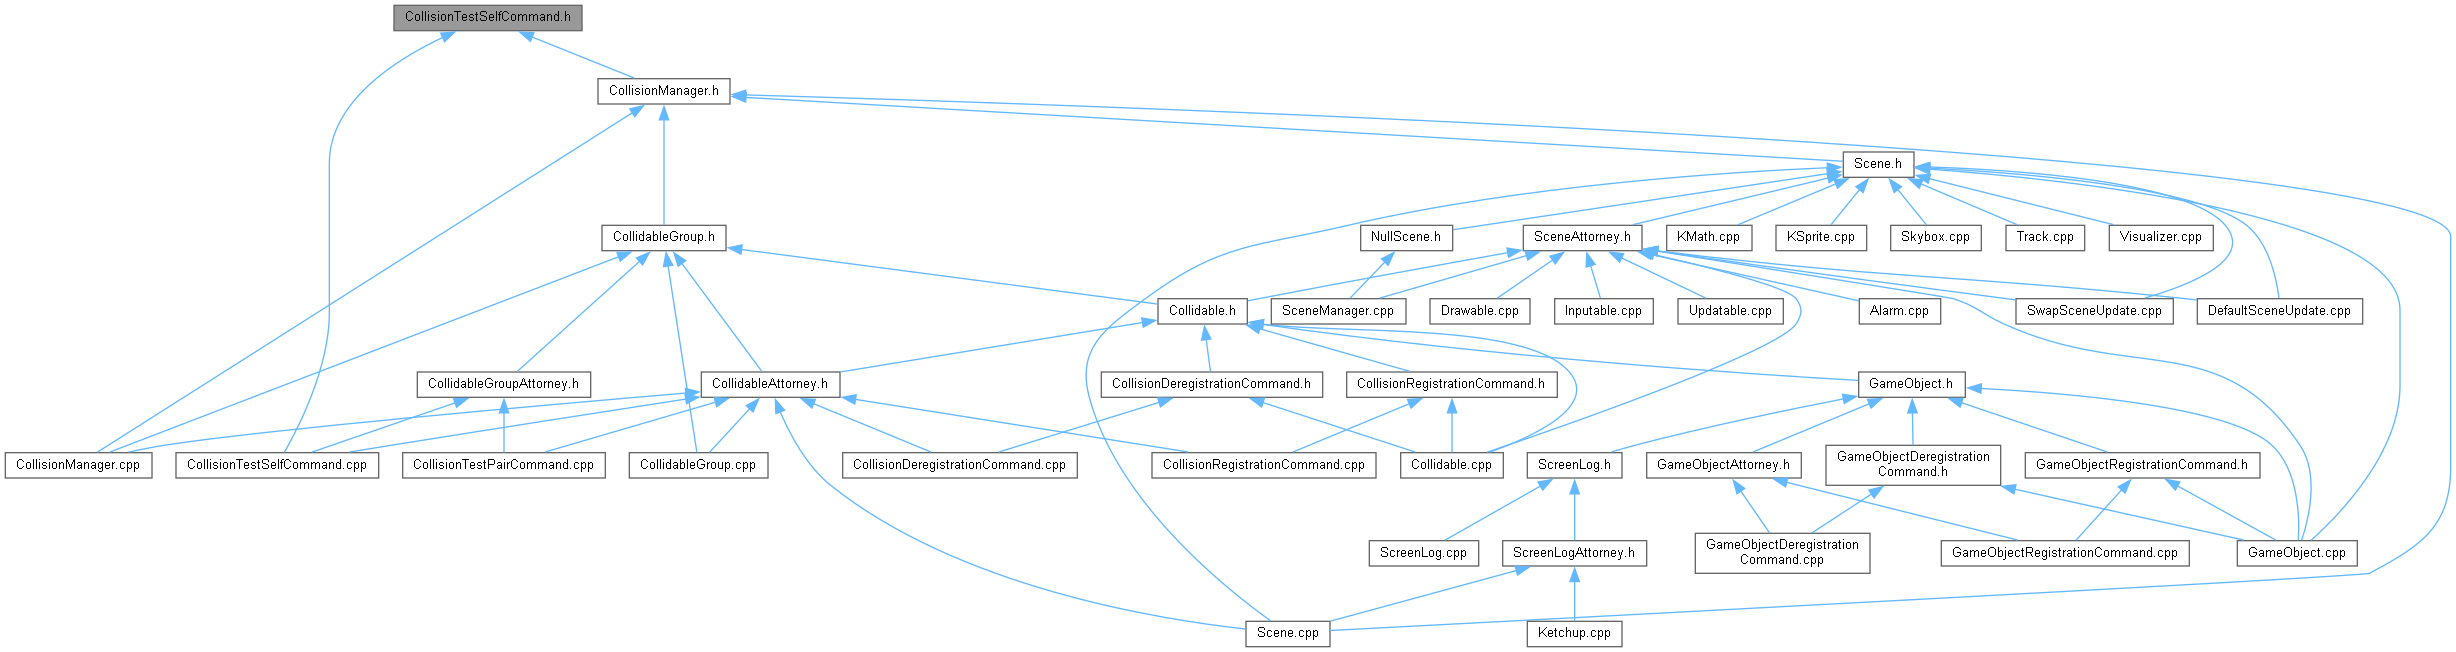 CollisionTestSelfCommand.h
CollisionManager.h
Scene.h
CollidableGroup.h
NullScene.h
SceneAttorney.h
KMath.cpp
KSprite.cpp
Skybox.cpp
Track.cpp
Visualizer.cpp
Collidable.h
SceneManager.cpp
Drawable.cpp
Inputable.cpp
Updatable.cpp
Alarm.cpp
SwapSceneUpdate.cpp
DefaultSceneUpdate.cpp
CollidableGroupAttorney.h
CollidableAttorney.h
CollisionDeregistrationCommand.h
CollisionRegistrationCommand.h
GameObject.h
CollisionManager.cpp
CollisionTestSelfCommand.cpp
CollisionTestPairCommand.cpp
CollidableGroup.cpp
CollisionDeregistrationCommand.cpp
CollisionRegistrationCommand.cpp
Collidable.cpp
ScreenLog.h
GameObjectAttorney.h
GameObjectDeregistration
Command.h
GameObjectRegistrationCommand.h
ScreenLog.cpp
ScreenLogAttorney.h
GameObjectDeregistration
Command.cpp
GameObjectRegistrationCommand.cpp
GameObject.cpp
Scene.cpp
Ketchup.cpp